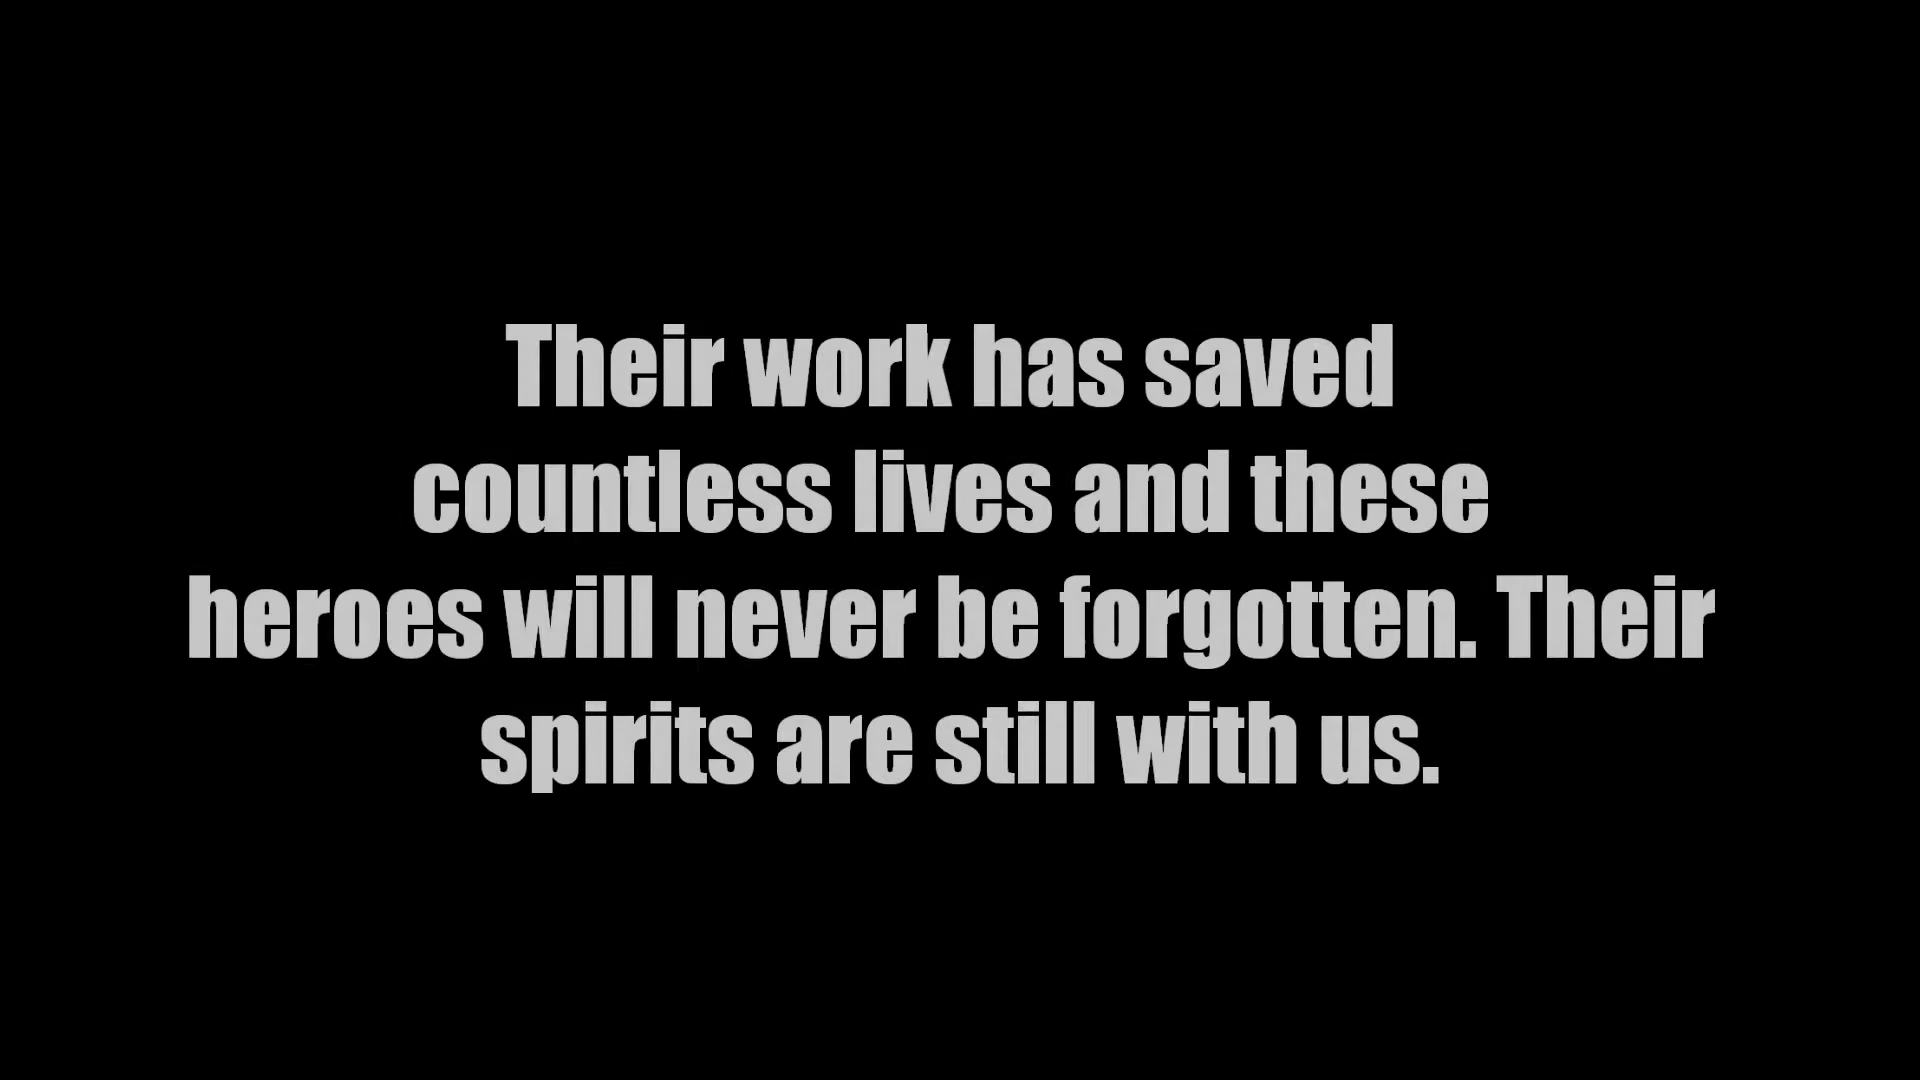 Their work has saved
countless lives and these
heroes will never be forgotten. Their
spirits are still with us.